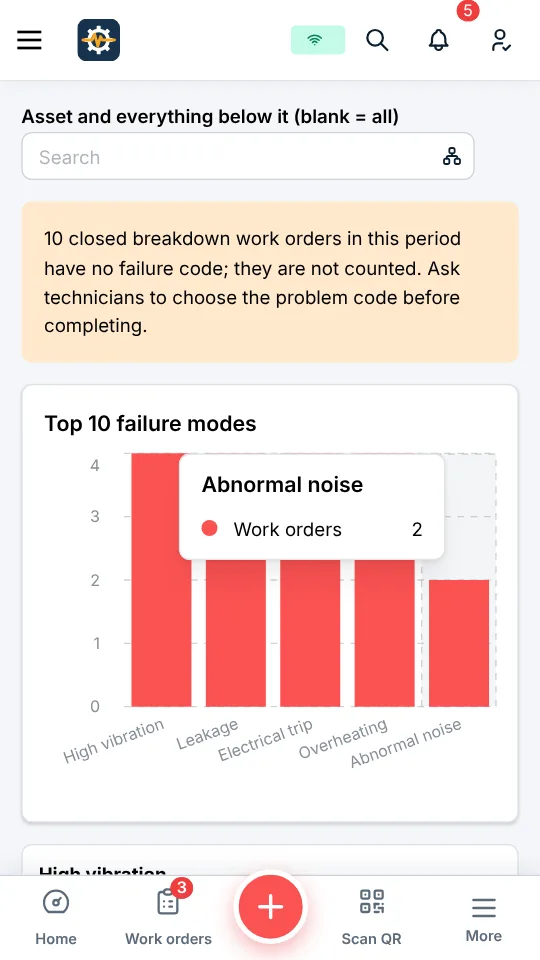 5
Asset and everything below it (blank = all)
Search
10 closed breakdown work orders in this period
have no failure code; they are not counted. Ask
technicians to choose the problem code before
completing.
Top 10 failure modes
4
3
2
1
0
Abnormal noise
Work orders 2
High vibration
Leakage
Electrical trip
Overheating
Abnormal noise
High vibration
3
Home
Work orders
Scan QR
More